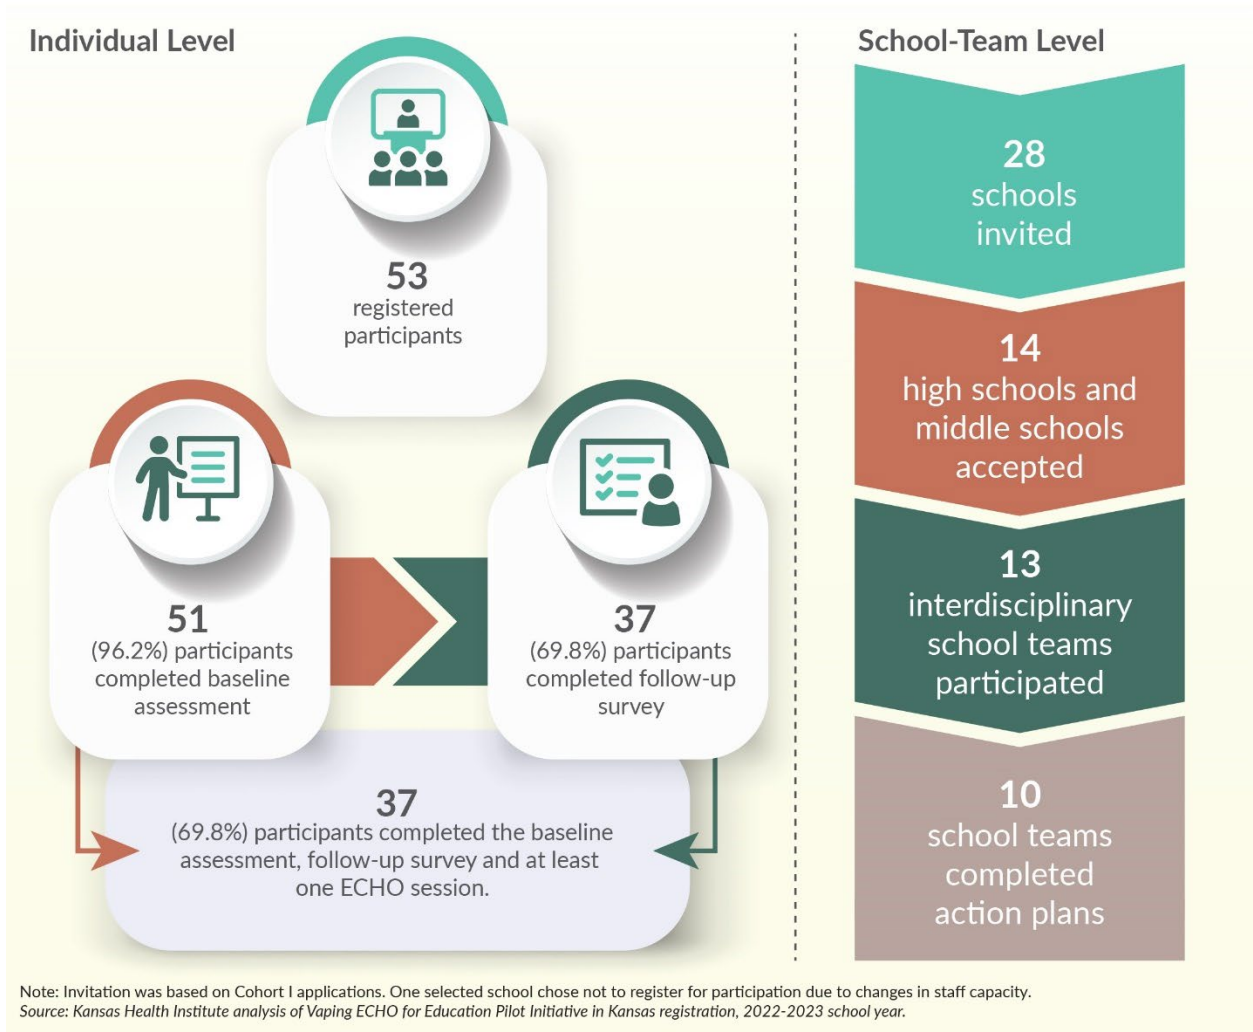 Individual Level
53
registered
participants
51
(96.2%) participants
completed baseline
assessment
37
(69.8%) participants
completed follow-up
survey
37
(69.8%) participants completed the baseline
assessment, follow-up survey and at least
one ECHO session.
School-Team Level
28
schools
invited
14
high schools and
middle schools
accepted
13
interdisciplinary
school teams
participated
10
school teams
completed
action plans
Note: Invitation was based on Cohort I applications. One selected school chose not to register for participation due to changes in staff capacity.
Source: Kansas Health Institute analysis of Vaping ECHO for Education Pilot Initiative in Kansas registration, 2022-2023 school year.